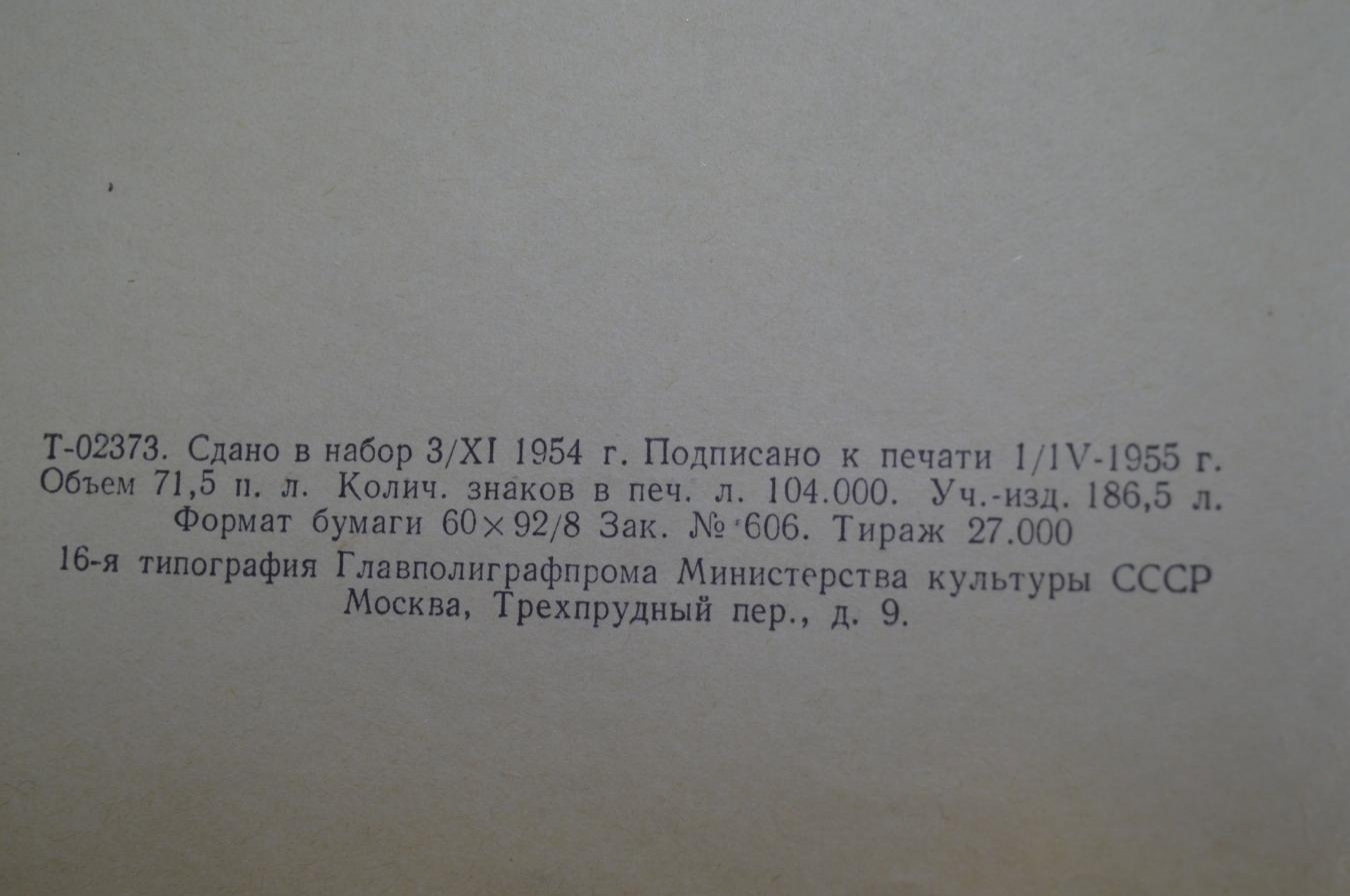 Т-02373. Сдано в набор 3/XI 1954 г. Подписано к печати 1/IV-1955 г.
Объем 71,5 п. л. Колич. знаков в печ. л. 104.000. Уч.-изд. 186,5 л.
Формат бумаги 60×92/8 Зак. № 606. Тираж 27.000
16-я типография Главполиграфпрома Министерства культуры СССР
Москва, Трехпрудный пер., д. 9.